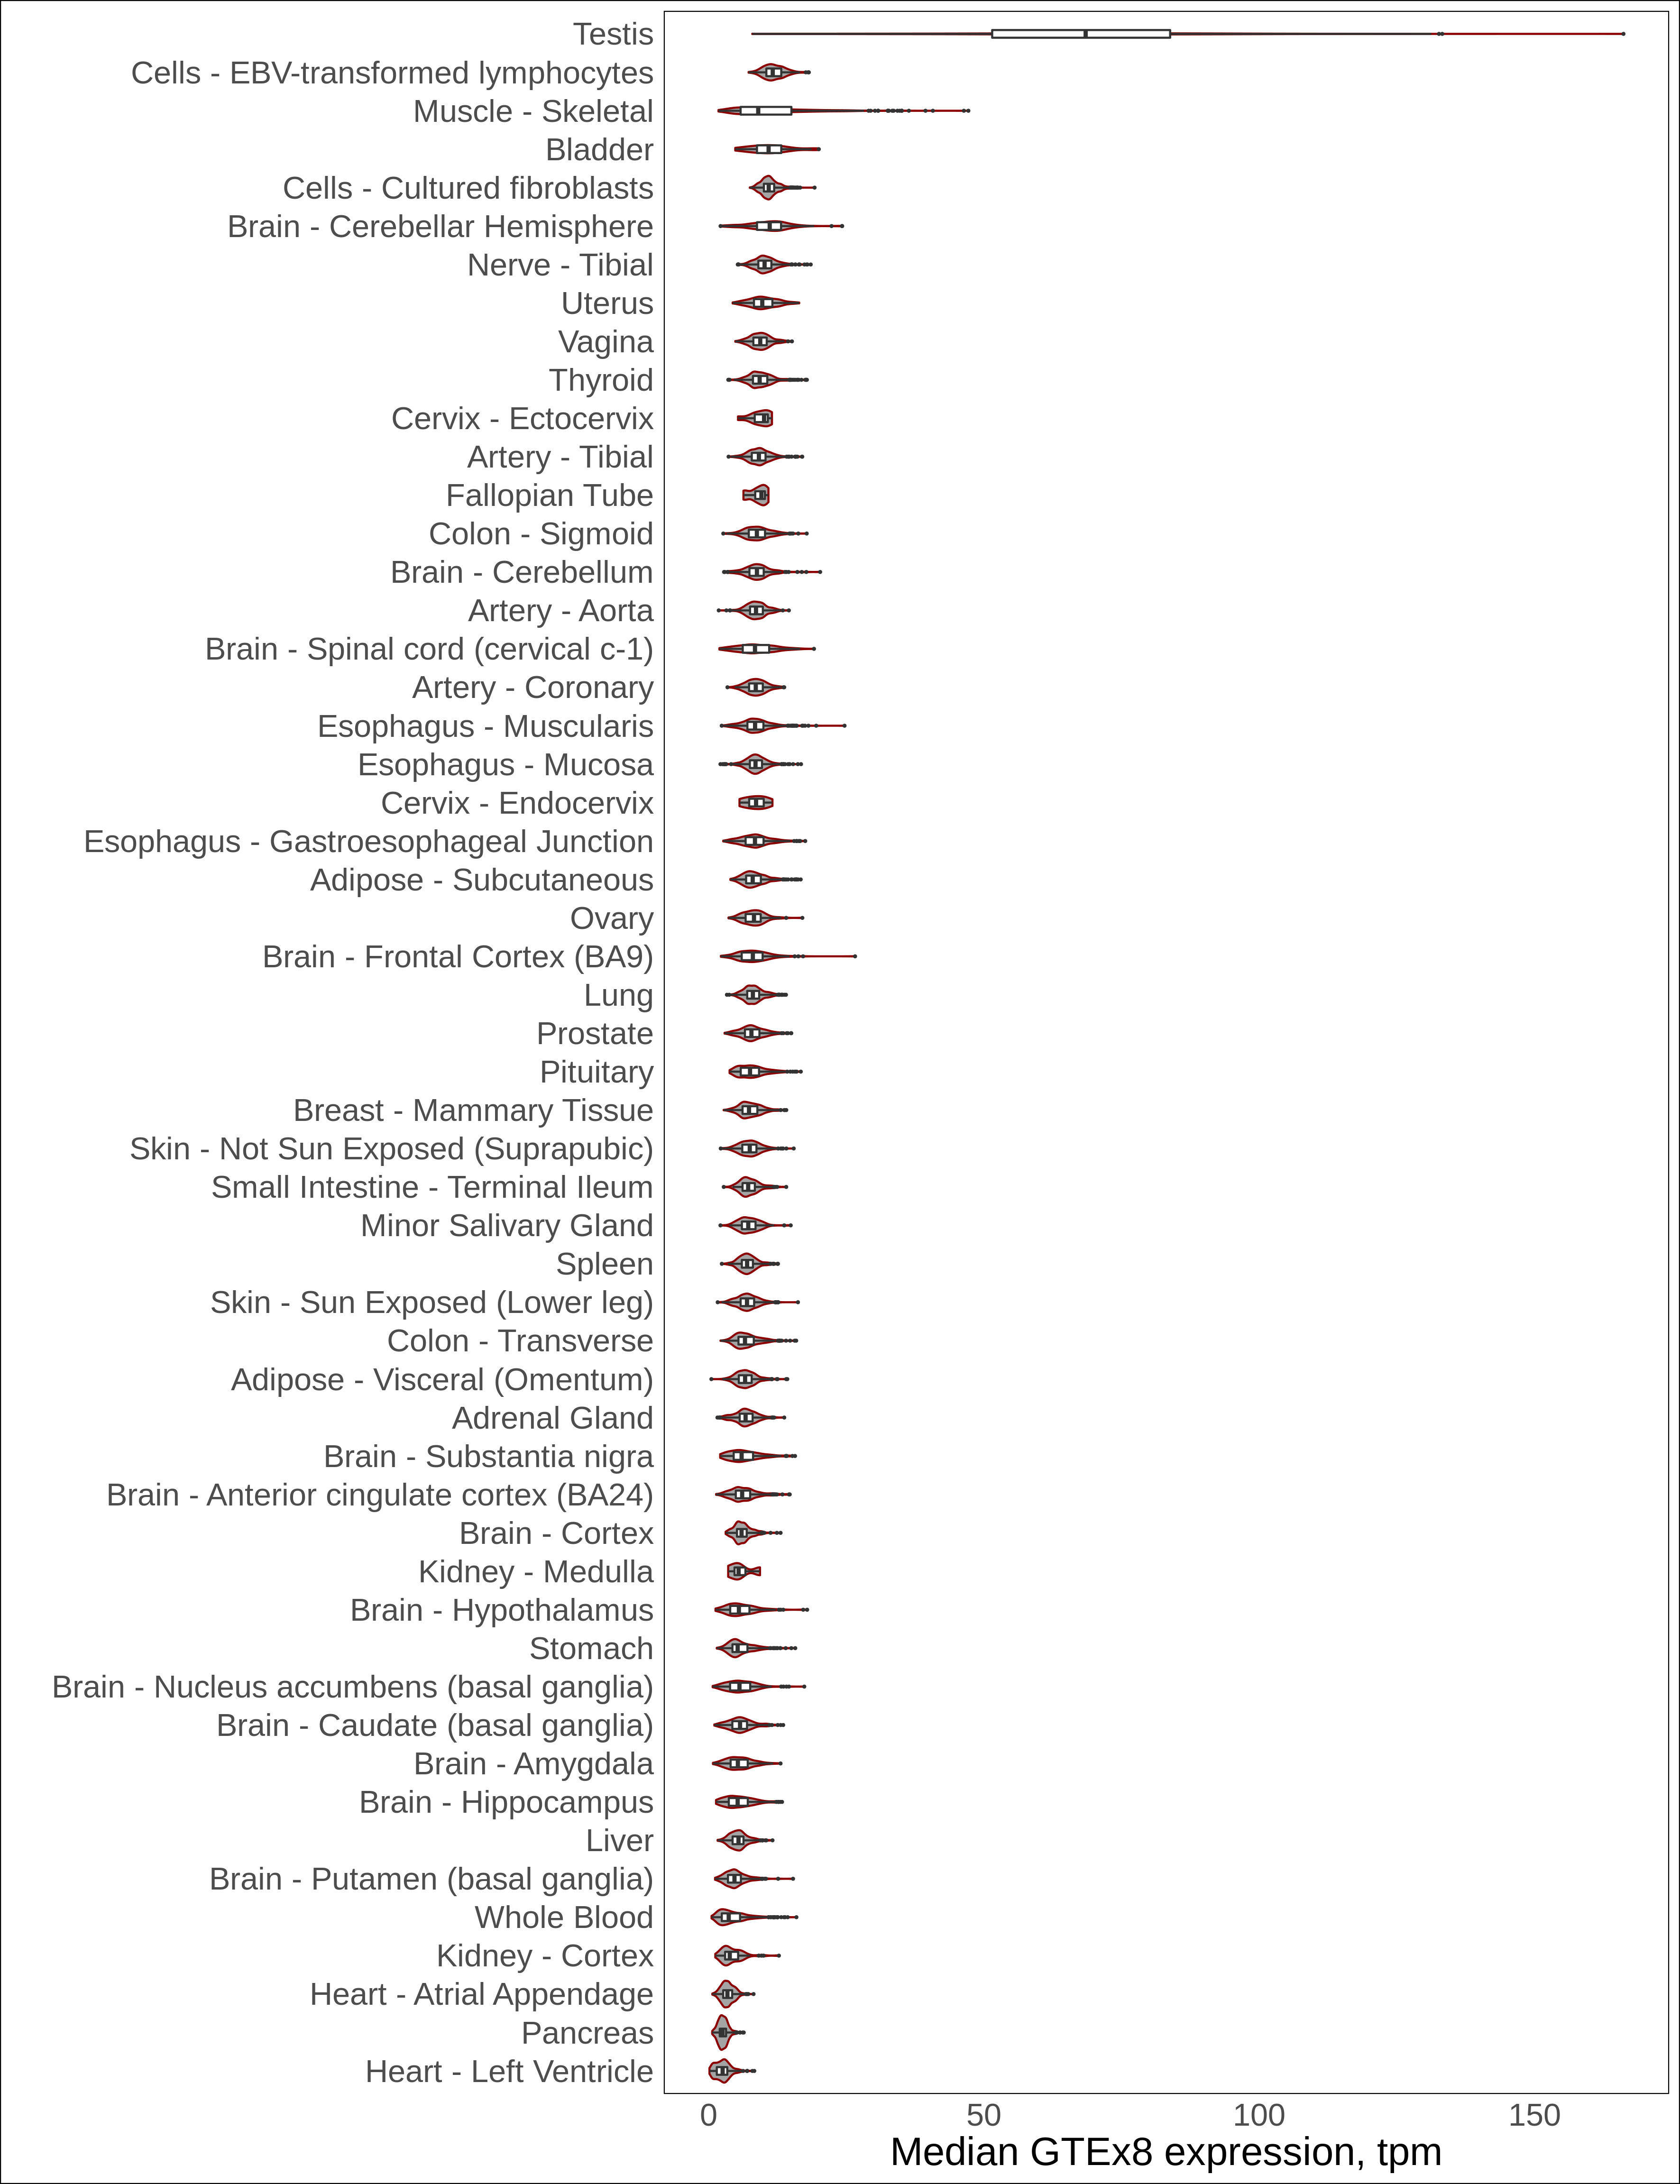 Testis
Cells - EBV-transformed lymphocytes
Muscle - Skeletal
Bladder
Cells - Cultured fibroblasts
Brain - Cerebellar Hemisphere
Nerve - Tibial
Uterus
Vagina
Thyroid
Cervix - Ectocervix
Artery - Tibial
Fallopian Tube
Colon - Sigmoid
Brain - Cerebellum
Artery - Aorta
Brain - Spinal cord (cervical c-1)
Artery - Coronary
Esophagus - Muscularis
Esophagus - Mucosa
Cervix - Endocervix
Esophagus - Gastroesophageal Junction
Adipose - Subcutaneous
Ovary
Brain - Frontal Cortex (BA9)
Lung
Prostate
Pituitary
Breast - Mammary Tissue
Skin - Not Sun Exposed (Suprapubic)
Small Intestine - Terminal Ileum
Minor Salivary Gland
Spleen
Skin - Sun Exposed (Lower leg)
Colon - Transverse
Adipose - Visceral (Omentum)
Adrenal Gland
Brain - Substantia nigra
Brain - Anterior cingulate cortex (BA24)
Brain - Cortex
Kidney - Medulla
Brain - Hypothalamus
Stomach
Brain - Nucleus accumbens (basal ganglia)
Brain - Caudate (basal ganglia)
Brain - Amygdala
Brain - Hippocampus
Liver
Brain - Putamen (basal ganglia)
Whole Blood
Kidney - Cortex
Heart - Atrial Appendage
Pancreas
Heart - Left Ventricle
0 50 100 150
Median GTEx8 expression, tpm